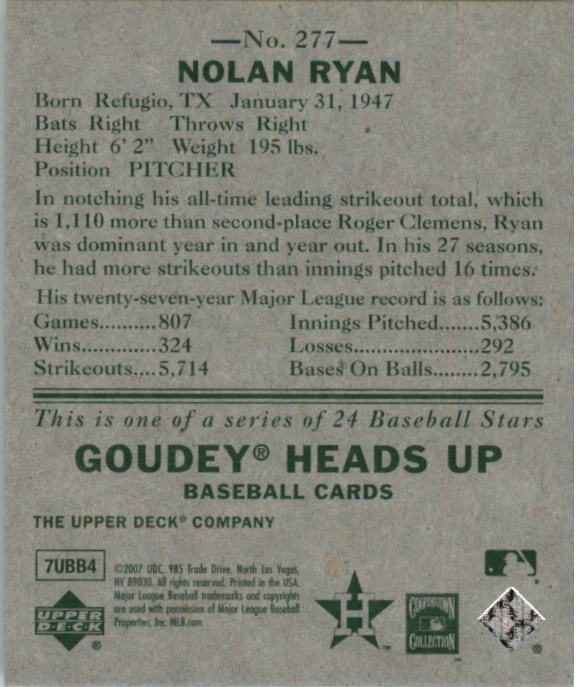 —No. 277—
NOLAN RYAN
Born Refugio, TX January 31, 1947
Bats Right Throws Right
Height 6' 2" Weight 195 lbs.
Position PITCHER
In notching his all-time leading strikeout total, which
is 1,110 more than second-place Roger Clemens, Ryan
was dominant year in and year out. In his 27 seasons,
he had more strikeouts than innings pitched 16 times.
His twenty-seven-year Major League record is as follows:
Games..........807 Innings Pitched.......5,386
Wins............324 Losses.....................292
Strikeouts....5,714 Bases On Balls........2,795
This is one of a series of 24 Baseball Stars
GOUDEY® HEADS UP
BASEBALL CARDS
THE UPPER DECK® COMPANY
7UBB4
©2007 UDC. 985 Trade Drive, North Las Vegas,
NV 89030. All rights reserved. Printed in the USA.
Major League Baseball trademarks and copyrights
are used with permission of Major League Baseball
Properties, Inc. MLB.com
UPPER
D·E·C·K
®
H
™
COOPERSTOWN
COLLECTION
™
®
®